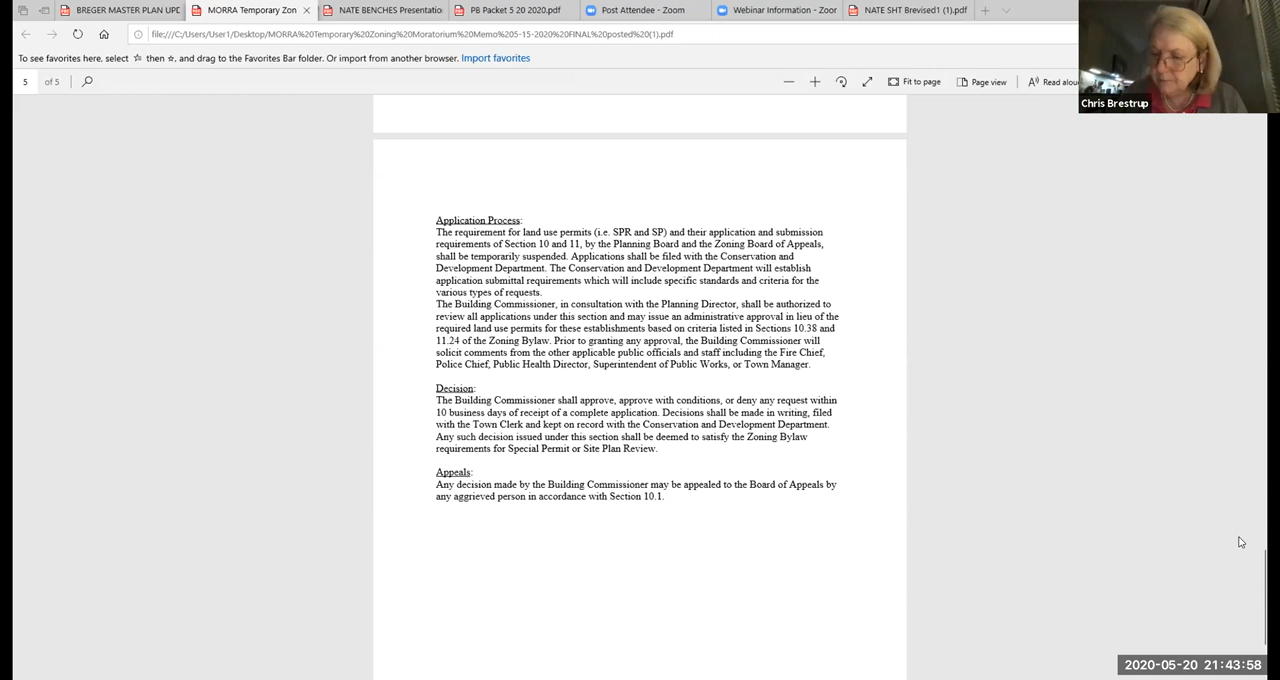 BREGER MASTER PLAN UPD
MORRA Temporary Zon
NATE BENCHES Presentatio
PB Packet 5 20 2020.pdf
Post Attendee - Zoom
Webinar Information - Zoor
NATE SHT Brevised1 (1).pdf
file:///C:/Users/User1/Desktop/MORRA%20Temporary%20Zoning%20Moratorium%20Memo%205-15-2020%20FINAL%20posted%20(1).pdf
To see favorites here, select ☆ then ☆, and drag to the Favorites Bar folder. Or import from another browser. Import favorites
5 of 5
Fit to page
Page view
Read alou
Chris Brestrup
Application Process:
The requirement for land use permits (i.e. SPR and SP) and their application and submission
requirements of Section 10 and 11, by the Planning Board and the Zoning Board of Appeals,
shall be temporarily suspended. Applications shall be filed with the Conservation and
Development Department. The Conservation and Development Department will establish
application submittal requirements which will include specific standards and criteria for the
various types of requests.
The Building Commissioner, in consultation with the Planning Director, shall be authorized to
review all applications under this section and may issue an administrative approval in lieu of the
required land use permits for these establishments based on criteria listed in Sections 10.38 and
11.24 of the Zoning Bylaw. Prior to granting any approval, the Building Commissioner will
solicit comments from the other applicable public officials and staff including the Fire Chief,
Police Chief, Public Health Director, Superintendent of Public Works, or Town Manager.
Decision:
The Building Commissioner shall approve, approve with conditions, or deny any request within
10 business days of receipt of a complete application. Decisions shall be made in writing, filed
with the Town Clerk and kept on record with the Conservation and Development Department.
Any such decision issued under this section shall be deemed to satisfy the Zoning Bylaw
requirements for Special Permit or Site Plan Review.
Appeals:
Any decision made by the Building Commissioner may be appealed to the Board of Appeals by
any aggrieved person in accordance with Section 10.1.
2020-05-20 21:43:58